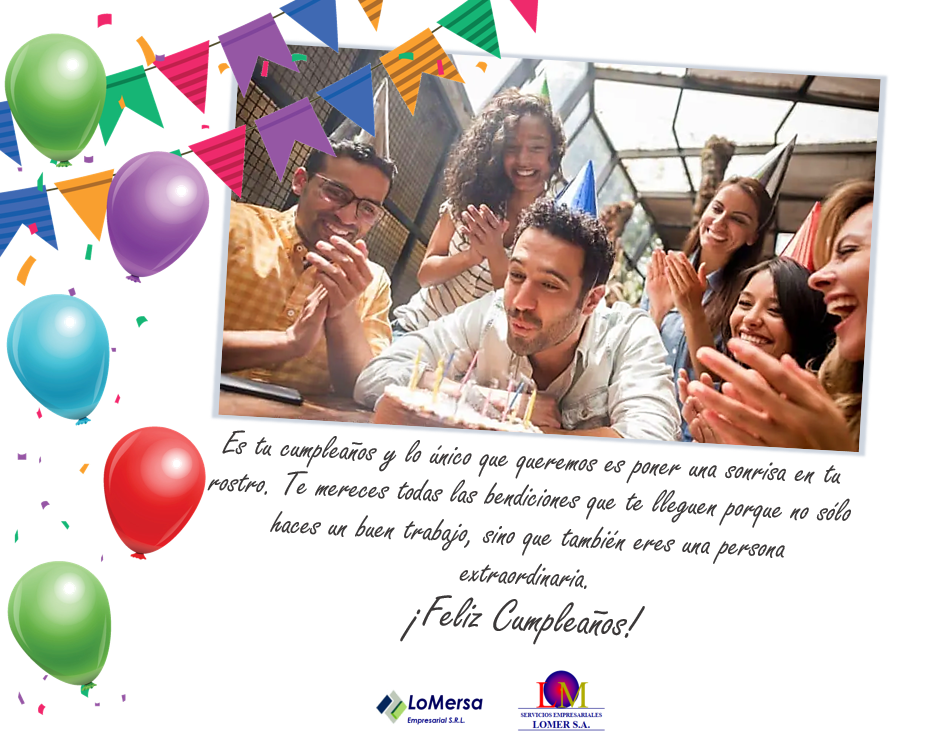 Es tu cumpleaños y lo único que queremos es poner una sonrisa en tu
rostro. Te mereces todas las bendiciones que te lleguen porque no sólo
haces un buen trabajo, sino que también eres una persona
extraordinaria.
¡Feliz Cumpleaños!
LoMersa
Empresarial S.R.L.
LM
SERVICIOS EMPRESARIALES
LOMER S.A.